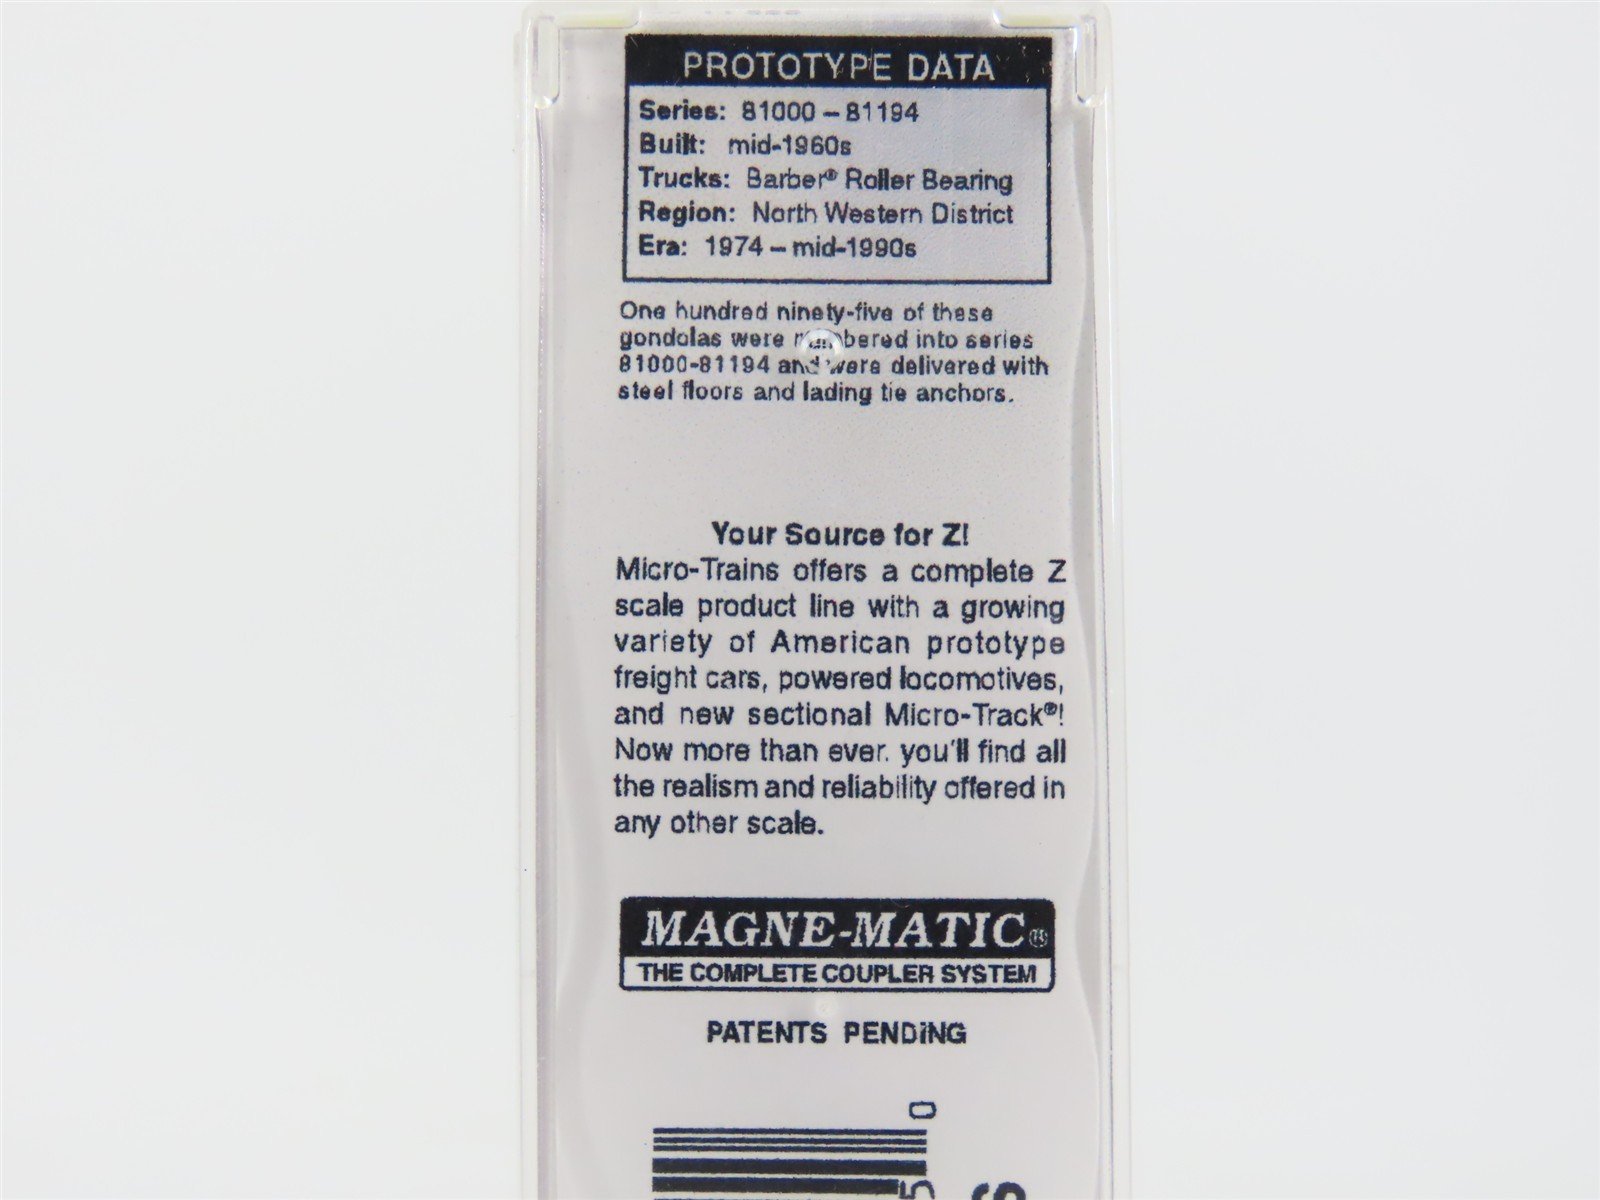 PROTOTYPE DATA
Series: 81000 – 81194
Built: mid-1960s
Trucks: Barber® Roller Bearing
Region: North Western District
Era: 1974 – mid-1990s
One hundred ninety-five of these
gondolas were numbered into series
81000-81194 and were delivered with
steel floors and lading tie anchors.
Your Source for Z!
Micro-Trains offers a complete Z
scale product line with a growing
variety of American prototype
freight cars, powered locomotives,
and new sectional Micro-Track®!
Now more than ever, you'll find all
the realism and reliability offered in
any other scale.
MAGNE-MATIC®
THE COMPLETE COUPLER SYSTEM
PATENTS PENDING
0
5